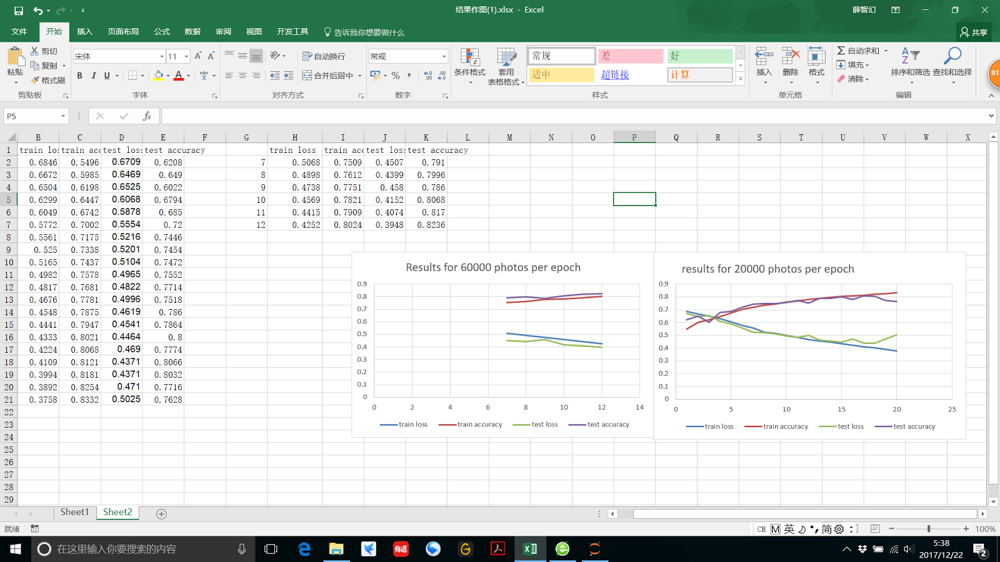 结果作图(1).xlsx - Excel
薛智幻
文件 开始 插入 页面布局 公式 数据 审阅 视图 开发工具 告诉我你想要做什么 共享
粘贴 剪切 复制 格式刷 剪贴板
宋体 11 B I U A A A wén 文 字体
自动换行 合并后居中 对齐方式
常规 % , 数字
条件格式 套用 表格格式
常规 差 好
适中 超链接 计算
样式
插入 删除 格式 单元格
自动求和 填充 清除 排序和筛选 查找和选择 编辑
81
P5 fx
B C D E F G H I J K L M N O P Q R S T U V W X
1 train los train acc test loss test accuracy train loss train acc test loss test accuracy
2 0.6846 0.5496 0.6709 0.6208 7 0.5068 0.7509 0.4507 0.791
3 0.6672 0.5985 0.6469 0.649 8 0.4898 0.7612 0.4399 0.7996
4 0.6504 0.6198 0.6525 0.6022 9 0.4738 0.7751 0.458 0.786
5 0.6299 0.6447 0.6068 0.6794 10 0.4569 0.7821 0.4152 0.8068
6 0.6049 0.6742 0.5878 0.685 11 0.4415 0.7909 0.4074 0.817
7 0.5772 0.7002 0.5554 0.72 12 0.4252 0.8024 0.3948 0.8236
8 0.5561 0.7175 0.5216 0.7446
9 0.525 0.7338 0.5201 0.7454
10 0.5165 0.7437 0.5104 0.7472
11 0.4982 0.7578 0.4965 0.7552
12 0.4817 0.7681 0.4822 0.7714
13 0.4676 0.7781 0.4996 0.7518
14 0.4548 0.7875 0.4619 0.786
15 0.4441 0.7947 0.4541 0.7864
16 0.4333 0.8021 0.4464 0.8
17 0.4224 0.8068 0.469 0.7774
18 0.4109 0.8121 0.4371 0.8066
19 0.3994 0.8181 0.4371 0.8032
20 0.3892 0.8254 0.471 0.7716
21 0.3758 0.8332 0.5025 0.7628
22
23
24
25
26
27
28
29
Results for 60000 photos per epoch
0.9
0.8
0.7
0.6
0.5
0.4
0.3
0.2
0.1
0
0 2 4 6 8 10 12 14
train loss train accuracy test loss test accuracy
results for 20000 photos per epoch
0.9
0.8
0.7
0.6
0.5
0.4
0.3
0.2
0.1
0
0 5 10 15 20 25
train loss train accuracy test loss test accuracy
Sheet1 Sheet2
就绪 CH M 英 简 100%
在这里输入你要搜索的内容
有道
5:38
2017/12/22
2